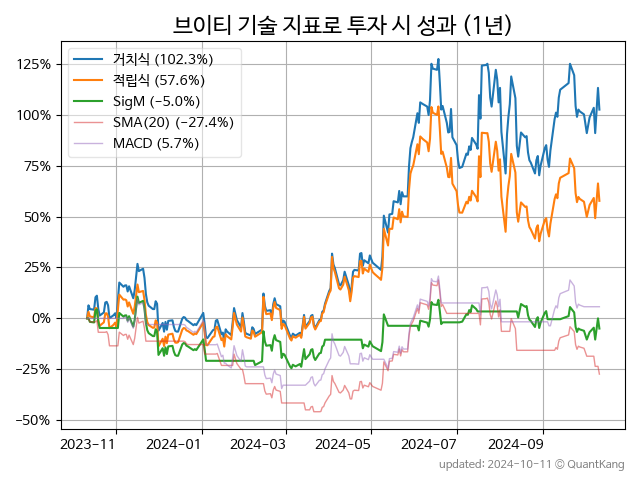 브이티 기술 지표로 투자 시 성과 (1년)
거치식 (102.3%)
적립식 (57.6%)
SigM (−5.0%)
SMA(20) (−27.4%)
MACD (5.7%)
125%
100%
75%
50%
25%
0%
−25%
−50%
2023-11 2024-01 2024-03 2024-05 2024-07 2024-09
updated: 2024-10-11 © QuantKang